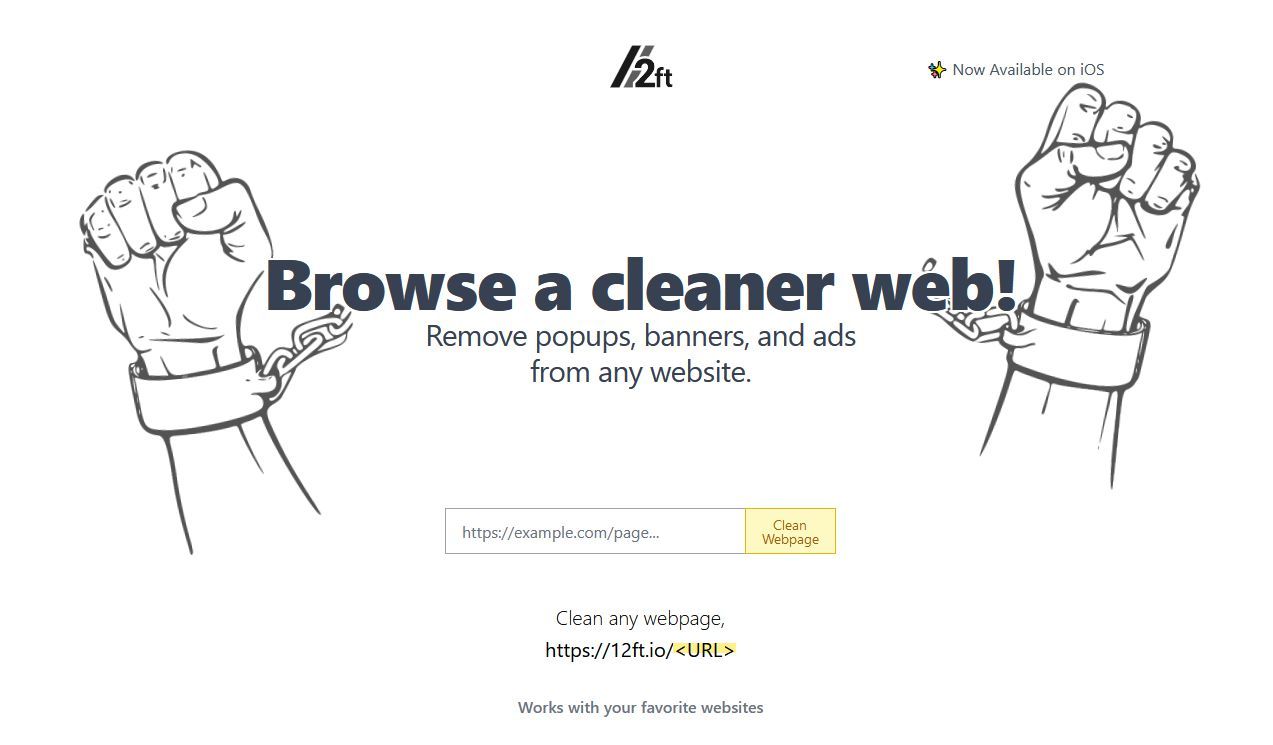 12ft
✨ Now Available on iOS
Browse a cleaner web!
Remove popups, banners, and ads
from any website.
https://example.com/page...
Clean
Webpage
Clean any webpage,
https://12ft.io/<URL>
Works with your favorite websites